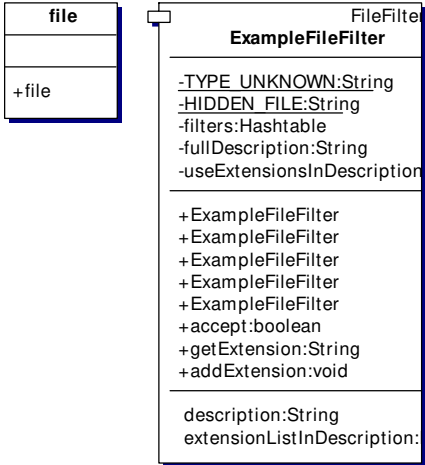 file
+file
FileFilter
ExampleFileFilter
-TYPE_UNKNOWN:String
-HIDDEN_FILE:String
-filters:Hashtable
-fullDescription:String
-useExtensionsInDescription
+ExampleFileFilter
+ExampleFileFilter
+ExampleFileFilter
+ExampleFileFilter
+ExampleFileFilter
+accept:boolean
+getExtension:String
+addExtension:void
description:String
extensionListInDescription: